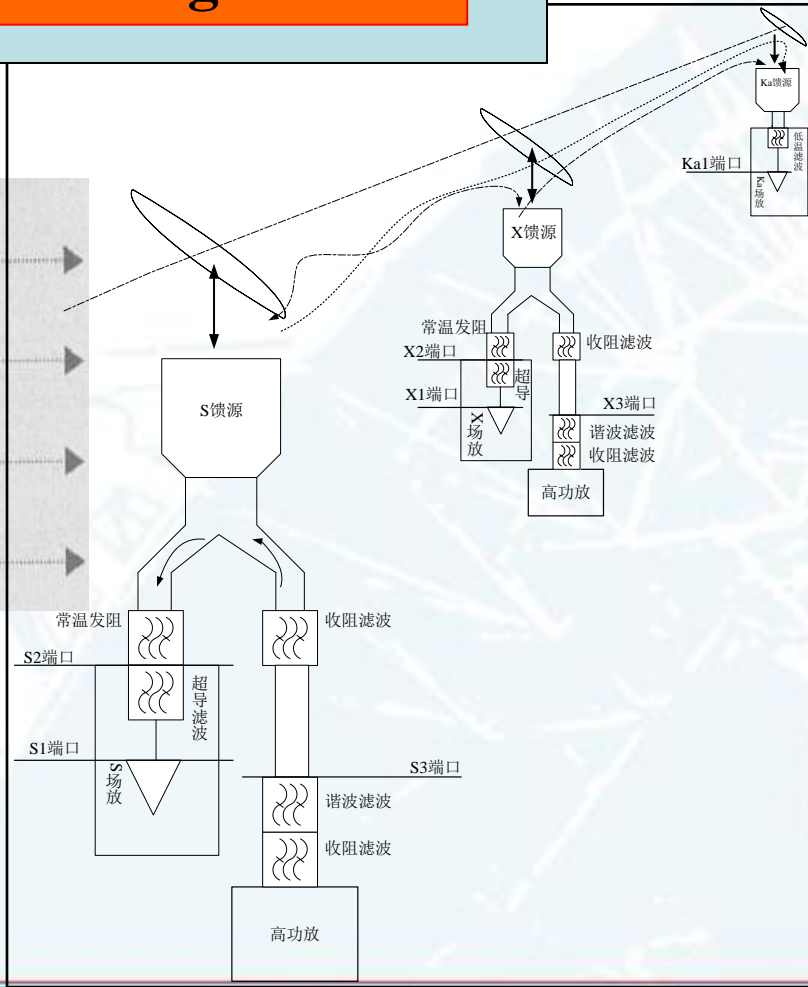 g
Ka馈源
低温滤波
Ka1端口
Ka场放
X馈源
常温发阻
X2端口
超导
X1端口
X场放
收阻滤波
X3端口
谐波滤波
收阻滤波
高功放
S馈源
常温发阻
收阻滤波
S2端口
超导滤波
S1端口
S场放
S3端口
谐波滤波
收阻滤波
高功放